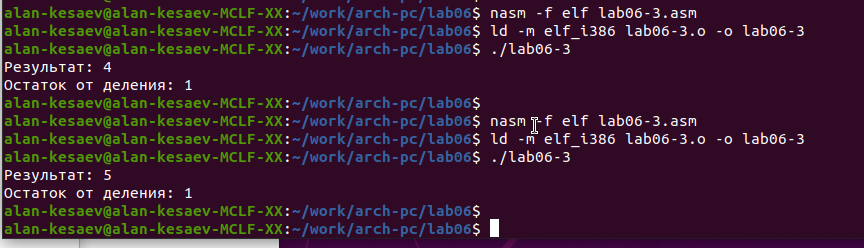 alan-kesaev@alan-kesaev-MCLF-XX:~/work/arch-pc/lab06$ nasm -f elf lab06-3.asm
alan-kesaev@alan-kesaev-MCLF-XX:~/work/arch-pc/lab06$ ld -m elf_i386 lab06-3.o -o lab06-3
alan-kesaev@alan-kesaev-MCLF-XX:~/work/arch-pc/lab06$ ./lab06-3
Результат: 4
Остаток от деления: 1
alan-kesaev@alan-kesaev-MCLF-XX:~/work/arch-pc/lab06$
alan-kesaev@alan-kesaev-MCLF-XX:~/work/arch-pc/lab06$ nasm -f elf lab06-3.asm
alan-kesaev@alan-kesaev-MCLF-XX:~/work/arch-pc/lab06$ ld -m elf_i386 lab06-3.o -o lab06-3
alan-kesaev@alan-kesaev-MCLF-XX:~/work/arch-pc/lab06$ ./lab06-3
Результат: 5
Остаток от деления: 1
alan-kesaev@alan-kesaev-MCLF-XX:~/work/arch-pc/lab06$
alan-kesaev@alan-kesaev-MCLF-XX:~/work/arch-pc/lab06$